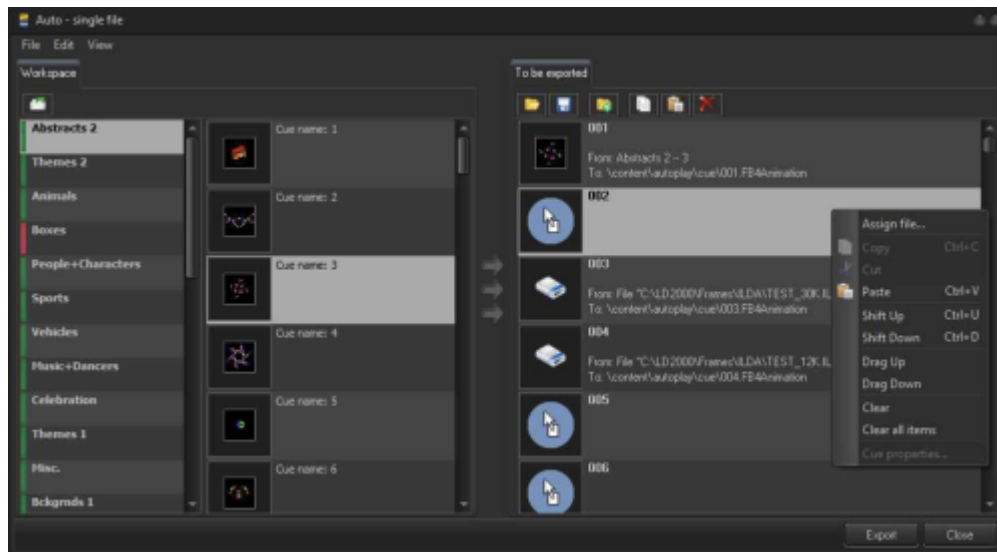 Auto - single file
File Edit View
Workspace
To be exported
Abstracts 2
Themes 2
Animals
Boxes
People+Characters
Sports
Vehicles
Music+Dancers
Celebration
Themes 1
Misc.
Bckgrnds 1
Cue name: 1
Cue name: 2
Cue name: 3
Cue name: 4
Cue name: 5
Cue name: 6
001
From: Abstracts 2 – 3
To: \content\autoplay\cue\001.FB4Animation
002
003
From: File "C:\LD2000\Frames\ILDA\TEST_30K.IL
To: \content\autoplay\cue\003.FB4Animation
004
From: File "C:\LD2000\Frames\ILDA\TEST_12K.IL
To: \content\autoplay\cue\004.FB4Animation
005
006
Assign file...
Copy Ctrl+C
Cut
Paste Ctrl+V
Shift Up Ctrl+U
Shift Down Ctrl+D
Drag Up
Drag Down
Clear
Clear all items
Cue properties...
Export Close